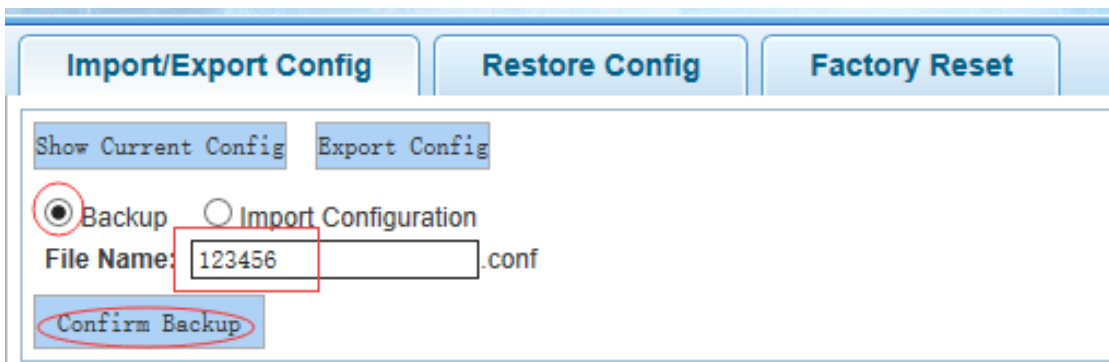 Import/Export Config Restore Config Factory Reset
Show Current Config Export Config
Backup Import Configuration
File Name: 123456 .conf
Confirm Backup